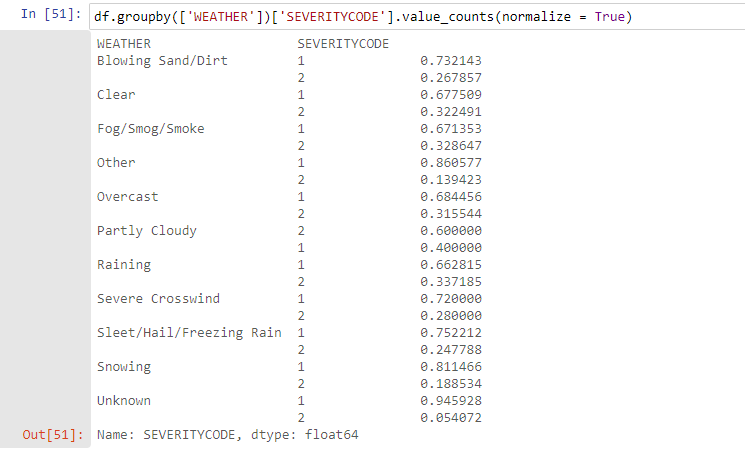 In [51]: df.groupby(['WEATHER'])['SEVERITYCODE'].value_counts(normalize = True)
WEATHER SEVERITYCODE
Blowing Sand/Dirt 1 0.732143
2 0.267857
Clear 1 0.677509
2 0.322491
Fog/Smog/Smoke 1 0.671353
2 0.328647
Other 1 0.860577
2 0.139423
Overcast 1 0.684456
2 0.315544
Partly Cloudy 2 0.600000
1 0.400000
Raining 1 0.662815
2 0.337185
Severe Crosswind 1 0.720000
2 0.280000
Sleet/Hail/Freezing Rain 1 0.752212
2 0.247788
Snowing 1 0.811466
2 0.188534
Unknown 1 0.945928
2 0.054072
Out[51]: Name: SEVERITYCODE, dtype: float64